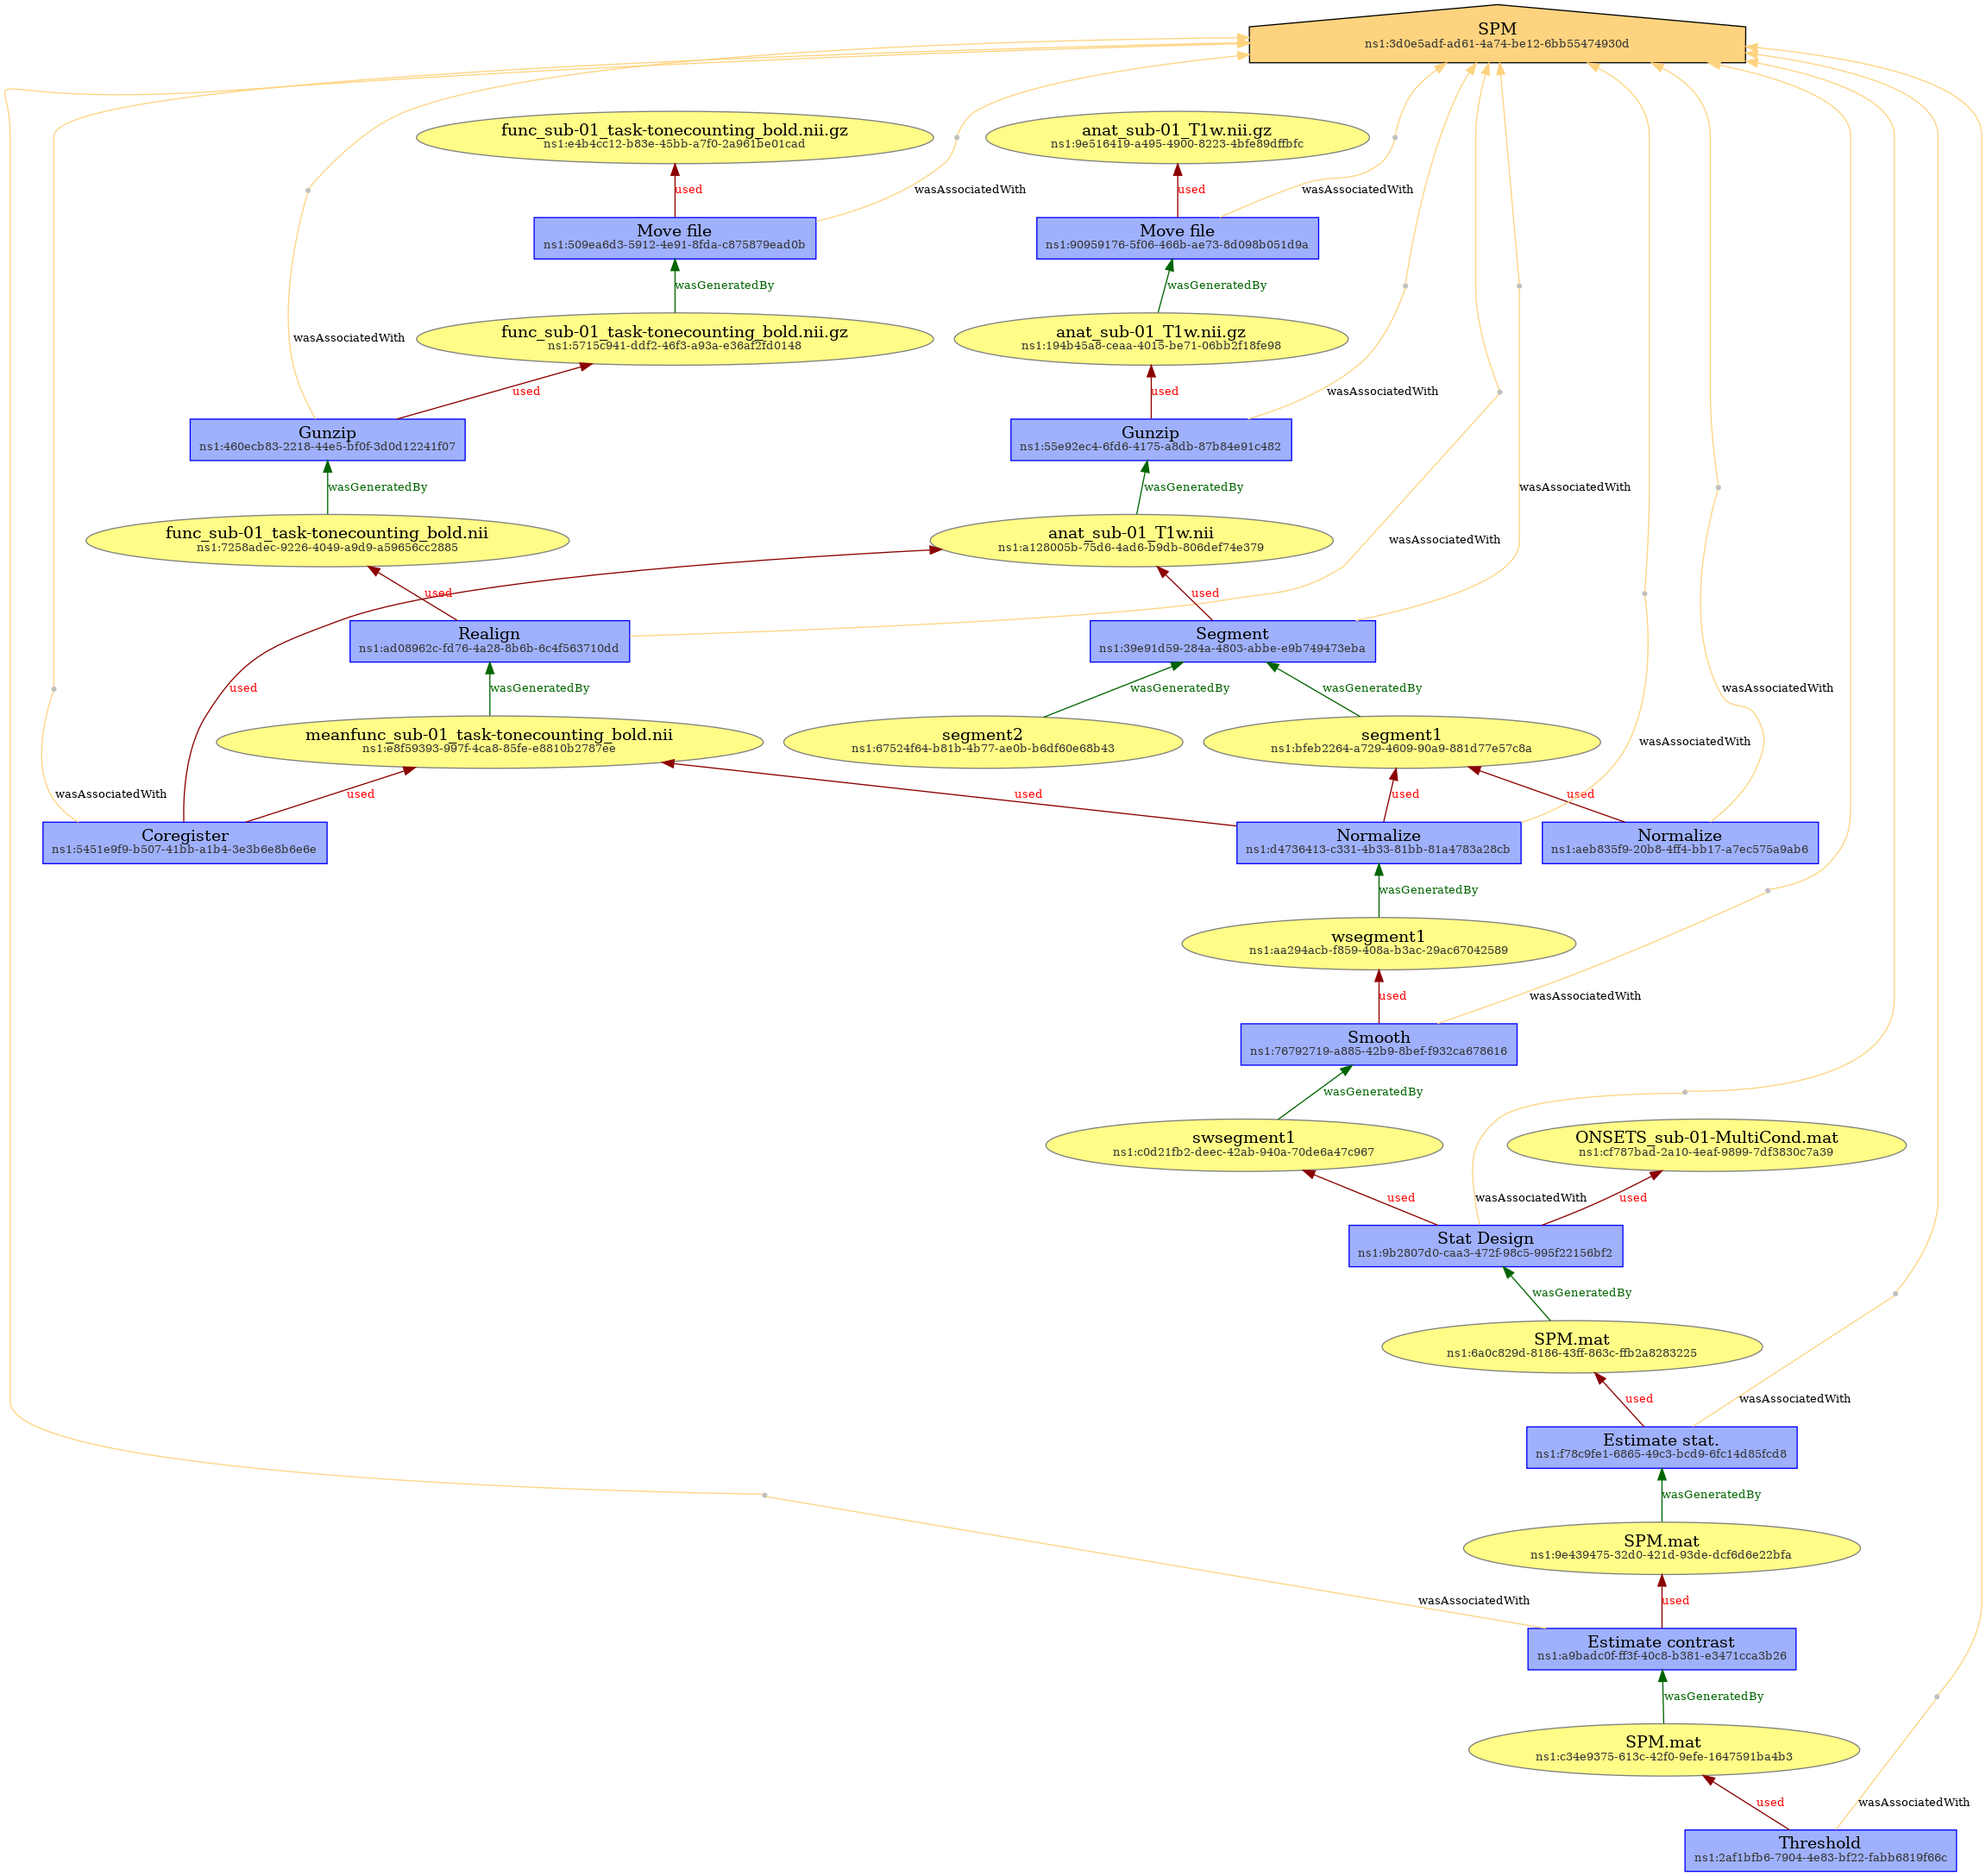 SPM
ns1:3d0e5adf-ad61-4a74-be12-6bb55474930d
func_sub-01_task-tonecounting_bold.nii.gz
ns1:e4b4cc12-b83e-45bb-a7f0-2a961be01cad
anat_sub-01_T1w.nii.gz
ns1:9e516419-a495-4900-8223-4bfe89dffbfc
used
wasAssociatedWith
used
wasAssociatedWith
Move file
ns1:509ea6d3-5912-4e91-8fda-c875879ead0b
Move file
ns1:90959176-5f06-466b-ae73-8d098b051d9a
wasGeneratedBy
wasGeneratedBy
wasAssociatedWith
func_sub-01_task-tonecounting_bold.nii.gz
ns1:5715c941-ddf2-46f3-a93a-e36af2fd0148
anat_sub-01_T1w.nii.gz
ns1:194b45a8-ceaa-4015-be71-06bb2f18fe98
used
used
wasAssociatedWith
Gunzip
ns1:460ecb83-2218-44e5-bf0f-3d0d12241f07
Gunzip
ns1:55e92ec4-6fd6-4175-a8db-87b84e91c482
wasGeneratedBy
wasGeneratedBy
wasAssociatedWith
func_sub-01_task-tonecounting_bold.nii
ns1:7258adec-9226-4049-a9d9-a59656cc2885
anat_sub-01_T1w.nii
ns1:a128005b-75d6-4ad6-b9db-806def74e379
wasAssociatedWith
used
used
Realign
ns1:ad08962c-fd76-4a28-8b6b-6c4f563710dd
Segment
ns1:39e91d59-284a-4803-abbe-e9b749473eba
used
wasGeneratedBy
wasGeneratedBy
wasGeneratedBy
wasAssociatedWith
meanfunc_sub-01_task-tonecounting_bold.nii
ns1:e8f59393-997f-4ca8-85fe-e8810b2787ee
segment2
ns1:67524f64-b81b-4b77-ae0b-b6df60e68b43
segment1
ns1:bfeb2264-a729-4609-90a9-881d77e57c8a
wasAssociatedWith
wasAssociatedWith
used
used
used
used
Coregister
ns1:5451e9f9-b507-41bb-a1b4-3e3b6e8b6e6e
Normalize
ns1:d4736413-c331-4b33-81bb-81a4783a28cb
Normalize
ns1:aeb835f9-20b8-4ff4-bb17-a7ec575a9ab6
wasGeneratedBy
wsegment1
ns1:aa294acb-f859-408a-b3ac-29ac67042589
used
wasAssociatedWith
Smooth
ns1:76792719-a885-42b9-8bef-f932ca678616
wasGeneratedBy
swsegment1
ns1:c0d21fb2-deec-42ab-940a-70de6a47c967
ONSETS_sub-01-MultiCond.mat
ns1:cf787bad-2a10-4eaf-9899-7df3830c7a39
used
wasAssociatedWith
used
Stat Design
ns1:9b2807d0-caa3-472f-98c5-995f22156bf2
wasGeneratedBy
SPM.mat
ns1:6a0c829d-8186-43ff-863c-ffb2a8283225
used
wasAssociatedWith
Estimate stat.
ns1:f78c9fe1-6865-49c3-bcd9-6fc14d85fcd8
wasGeneratedBy
SPM.mat
ns1:9e439475-32d0-421d-93de-dcf6d6e22bfa
wasAssociatedWith
used
Estimate contrast
ns1:a9badc0f-ff3f-40c8-b381-e3471cca3b26
wasGeneratedBy
SPM.mat
ns1:c34e9375-613c-42f0-9efe-1647591ba4b3
used
wasAssociatedWith
Threshold
ns1:2af1bfb6-7904-4e83-bf22-fabb6819f66c